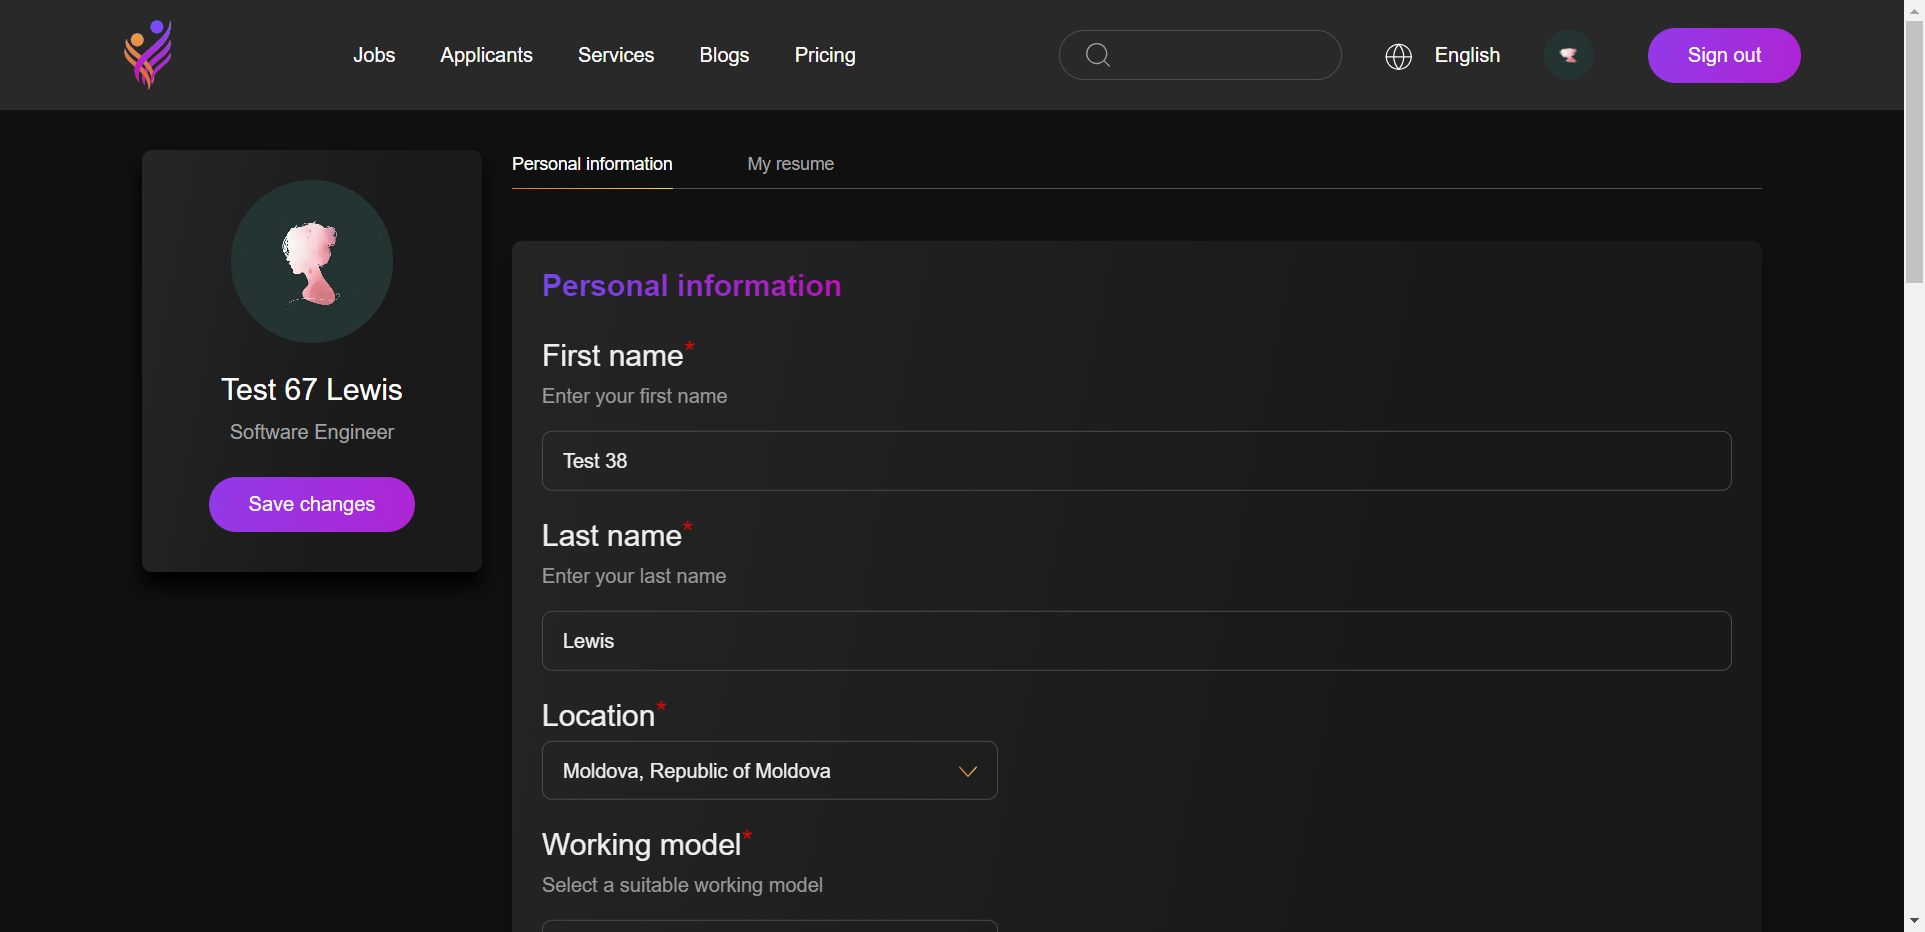 Jobs Applicants Services Blogs Pricing English Sign out
Personal information My resume
Test 67 Lewis
Software Engineer
Save changes
Personal information
First name*
Enter your first name
Test 38
Last name*
Enter your last name
Lewis
Location*
Moldova, Republic of Moldova
Working model*
Select a suitable working model